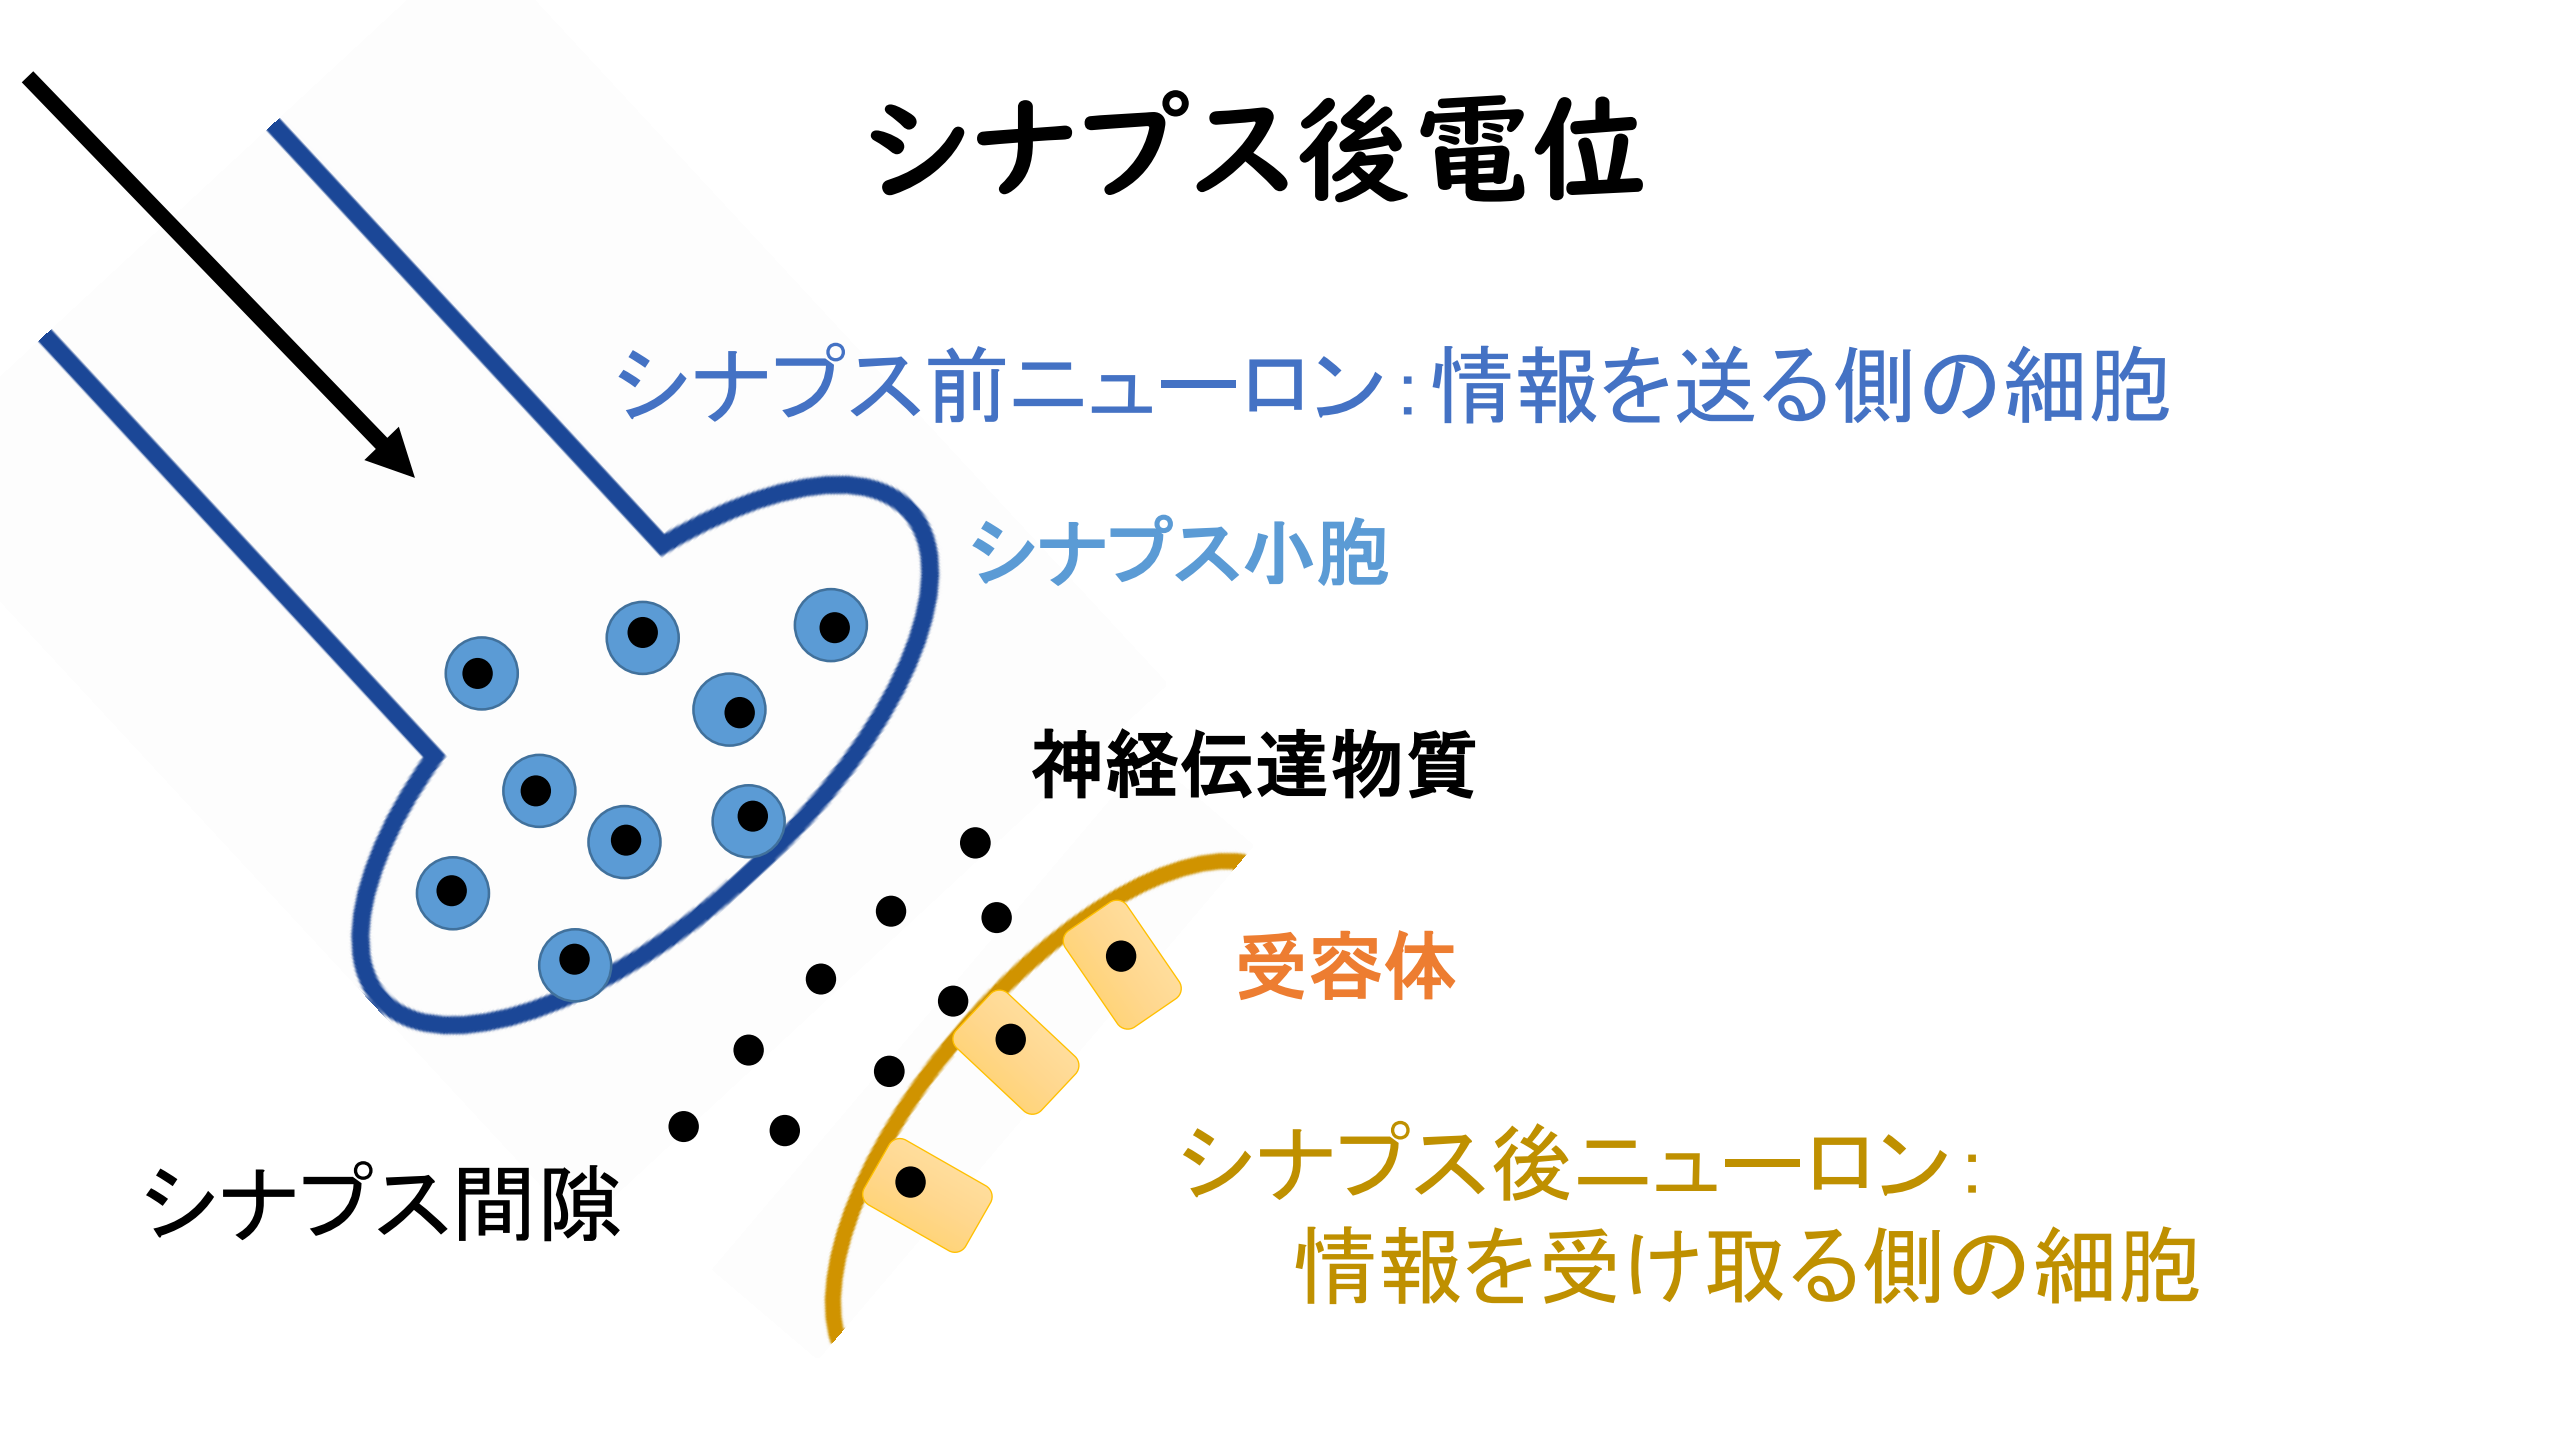 シナプス後電位
シナプス前ニューロン：情報を送る側の細胞
シナプス小胞
神経伝達物質
受容体
シナプス間隙
シナプス後ニューロン：
情報を受け取る側の細胞